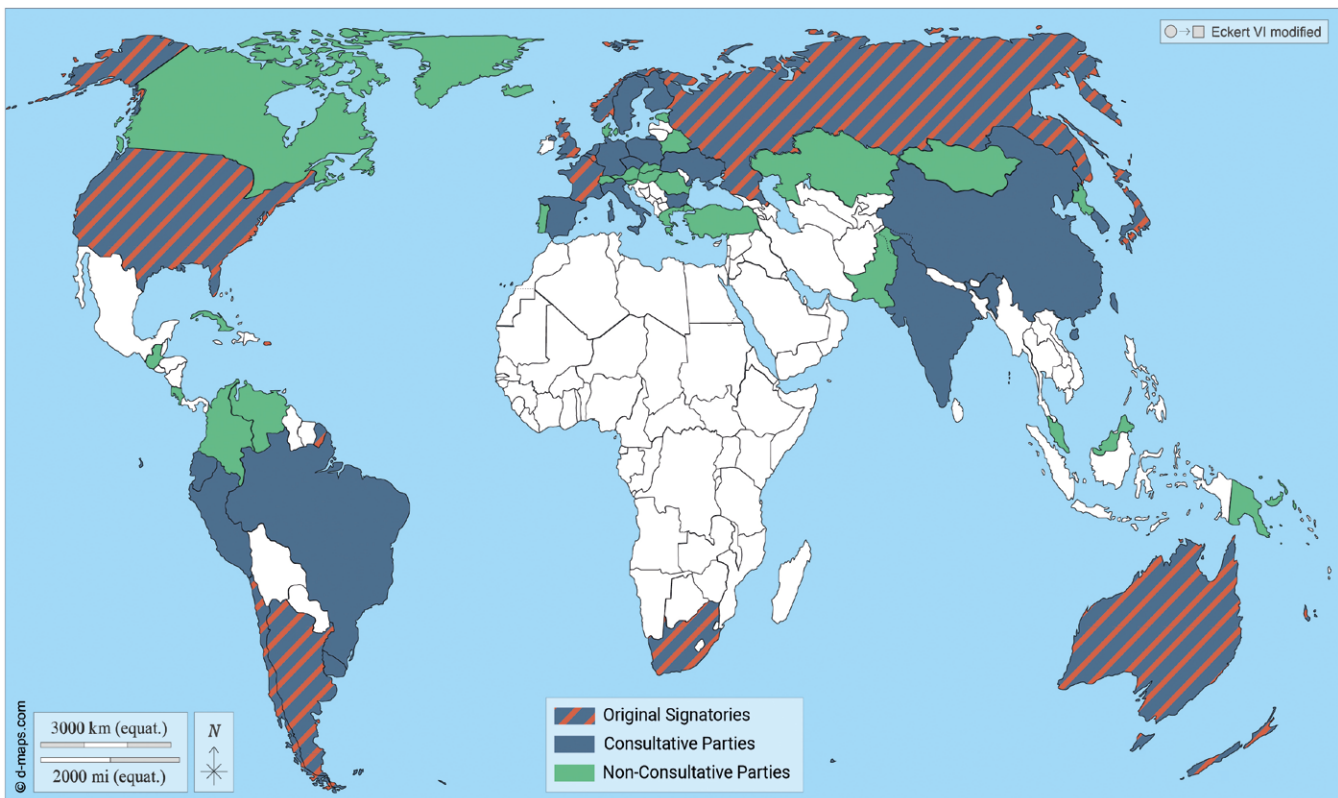 Eckert VI modified
Original Signatories
Consultative Parties
Non-Consultative Parties
3000 km (equat.)
2000 mi (equat.)
N
© d-maps.com